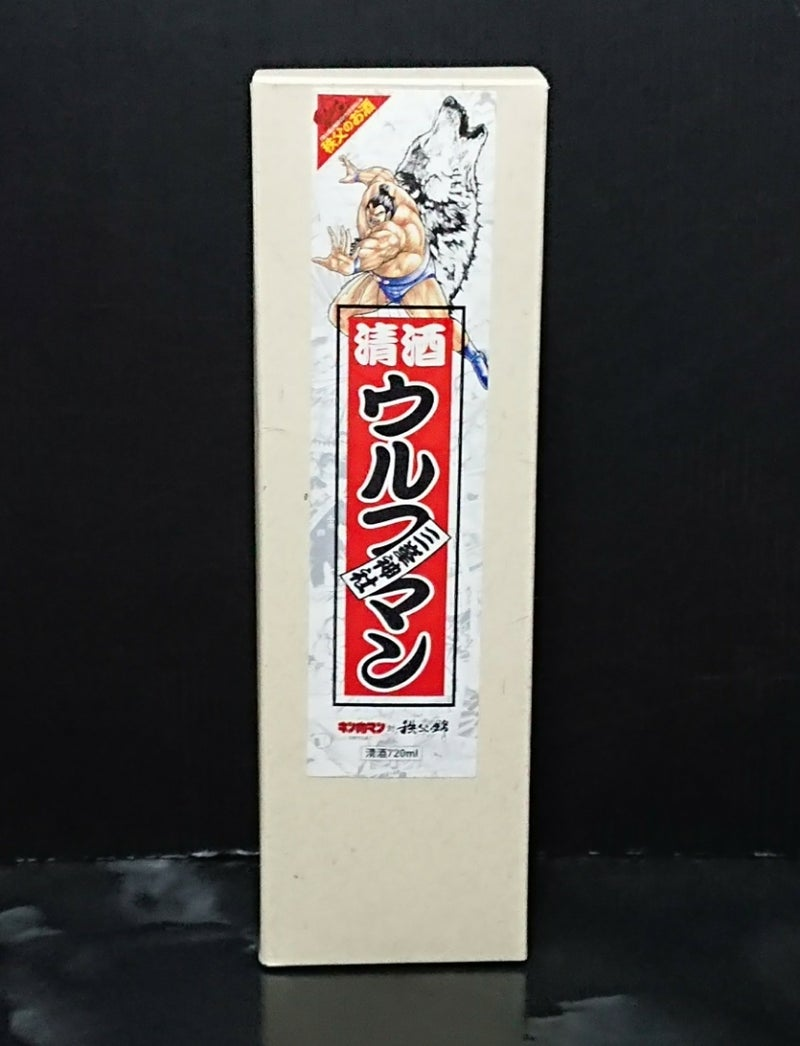 秩父のお酒
清酒
ウルフマン
三峯神社
キン肉マン 対 秩父錦
清酒720ml